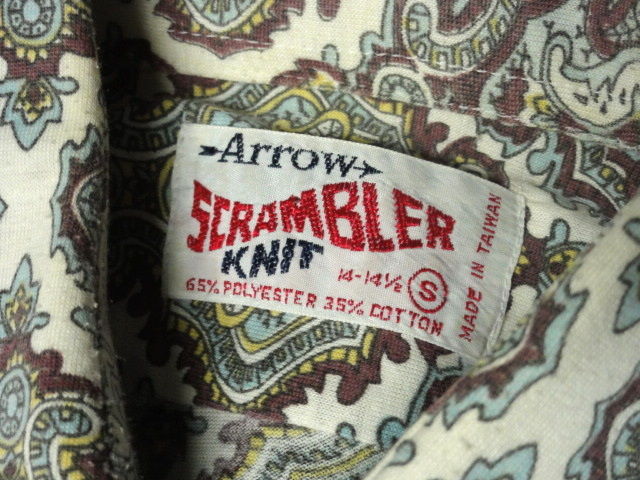 Arrow
SCRAMBLER
KNIT
14-14½ S
65% POLYESTER 35% COTTON
MADE IN TAIWAN